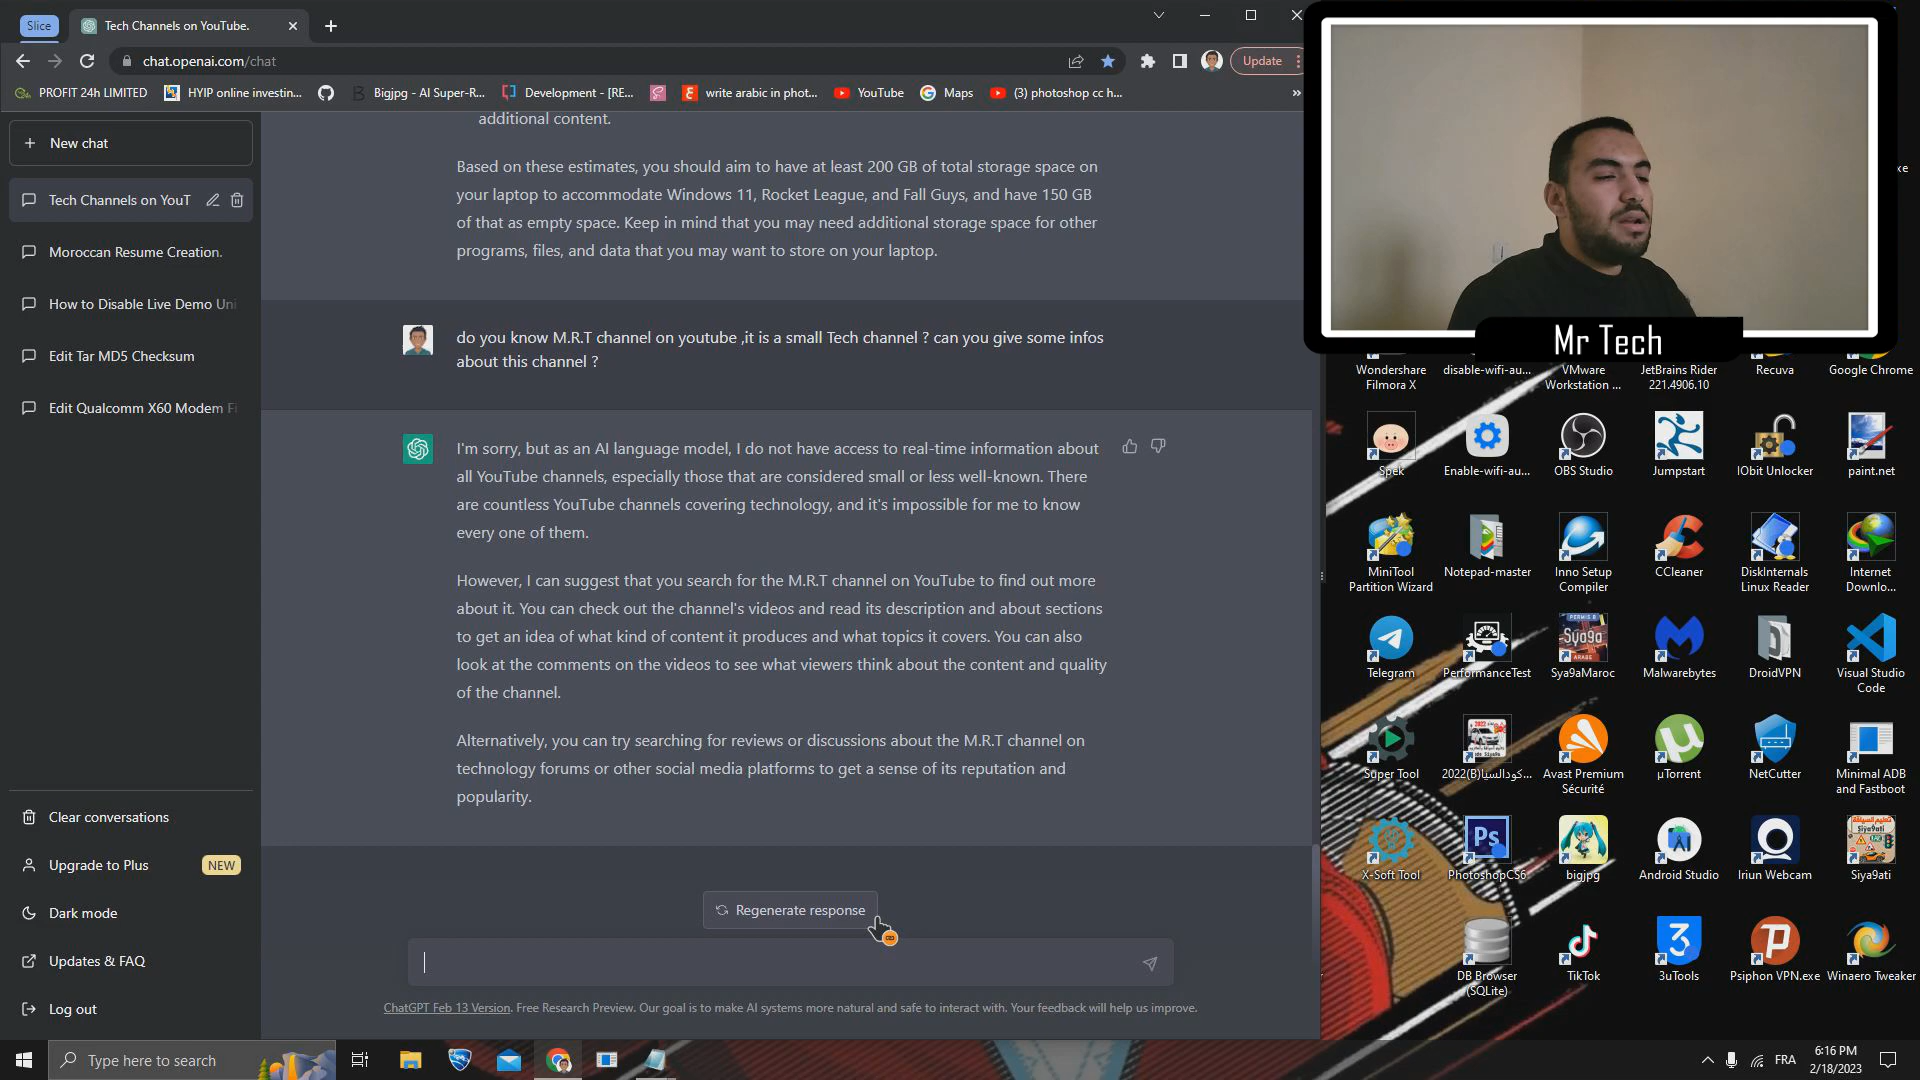 Slice
Tech Channels on YouTube.
chat.openai.com/chat
Update
PROFIT 24h LIMITED
HYIP online investin...
Bigjpg - AI Super-R...
Development - [RE...
write arabic in phot...
YouTube
Maps
(3) photoshop cc h...
»
New chat
Tech Channels on YouT
Moroccan Resume Creation.
How to Disable Live Demo Uni
Edit Tar MD5 Checksum
Edit Qualcomm X60 Modem Fi
Clear conversations
Upgrade to Plus
NEW
Dark mode
Updates & FAQ
Log out
additional content.
Based on these estimates, you should aim to have at least 200 GB of total storage space on
your laptop to accommodate Windows 11, Rocket League, and Fall Guys, and have 150 GB
of that as empty space. Keep in mind that you may need additional storage space for other
programs, files, and data that you may want to store on your laptop.
do you know M.R.T channel on youtube ,it is a small Tech channel ? can you give some infos
about this channel ?
I'm sorry, but as an AI language model, I do not have access to real-time information about
all YouTube channels, especially those that are considered small or less well-known. There
are countless YouTube channels covering technology, and it's impossible for me to know
every one of them.
However, I can suggest that you search for the M.R.T channel on YouTube to find out more
about it. You can check out the channel's videos and read its description and about sections
to get an idea of what kind of content it produces and what topics it covers. You can also
look at the comments on the videos to see what viewers think about the content and quality
of the channel.
Alternatively, you can try searching for reviews or discussions about the M.R.T channel on
technology forums or other social media platforms to get a sense of its reputation and
popularity.
Regenerate response
ChatGPT Feb 13 Version. Free Research Preview. Our goal is to make AI systems more natural and safe to interact with. Your feedback will help us improve.
Mr Tech
xe
Wondershare
Filmora X
disable-wifi-au...
VMware
Workstation ...
JetBrains Rider
221.4906.10
Recuva
Google Chrome
Spek
Enable-wifi-au...
OBS Studio
Jumpstart
IObit Unlocker
paint.net
MiniTool
Partition Wizard
Notepad-master
Inno Setup
Compiler
CCleaner
DiskInternals
Linux Reader
Internet
Downlo...
PERMIS B
Sya9a
ARABE
Telegram
PerformanceTest
Sya9aMaroc
Malwarebytes
DroidVPN
Visual Studio
Code
2022
Super Tool
2022(B)كودالسيا...
Avast Premium
Sécurité
µTorrent
NetCutter
Minimal ADB
and Fastboot
Ps
X-Soft Tool
PhotoshopCS6
bigjpg
Android Studio
Iriun Webcam
Siya9ati
3
DB Browser
(SQLite)
TikTok
3uTools
Psiphon VPN.exe
Winaero Tweaker
Type here to search
FRA
6:16 PM
2/18/2023